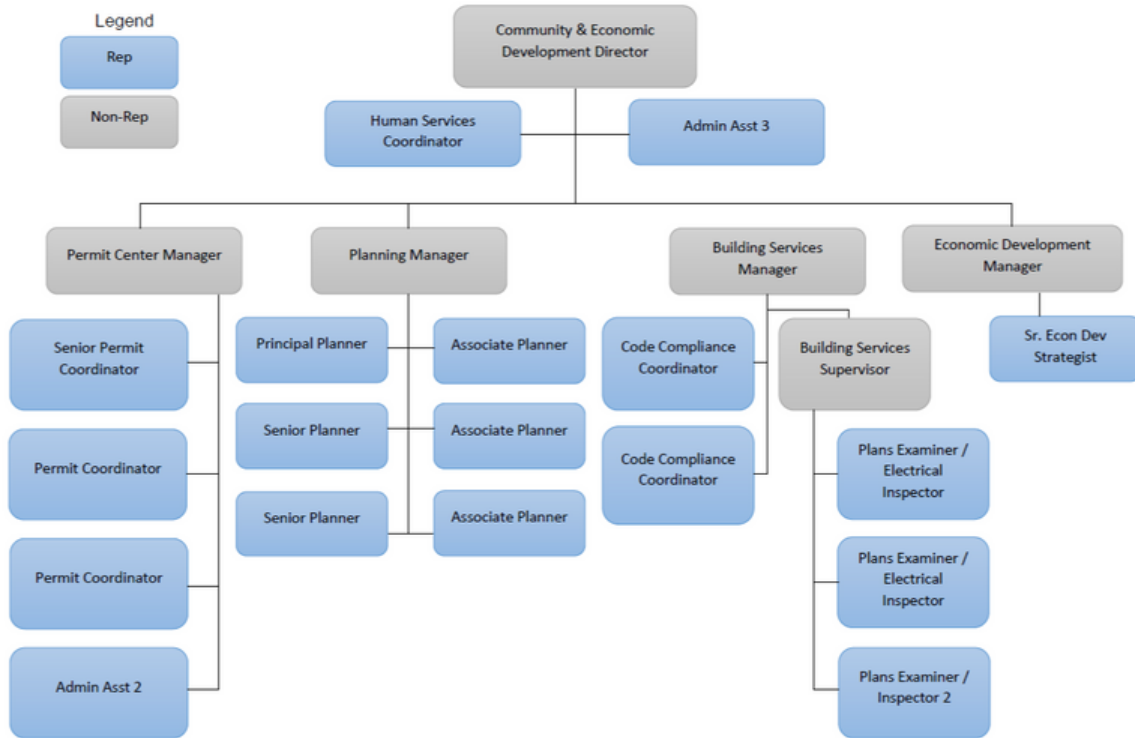 Legend
Rep
Non-Rep
Community & Economic
Development Director
Human Services
Coordinator
Admin Asst 3
Permit Center Manager
Planning Manager
Building Services
Manager
Economic Development
Manager
Senior Permit
Coordinator
Permit Coordinator
Permit Coordinator
Admin Asst 2
Principal Planner
Associate Planner
Senior Planner
Associate Planner
Senior Planner
Associate Planner
Code Compliance
Coordinator
Code Compliance
Coordinator
Building Services
Supervisor
Plans Examiner /
Electrical
Inspector
Plans Examiner /
Electrical
Inspector
Plans Examiner /
Inspector 2
Sr. Econ Dev
Strategist